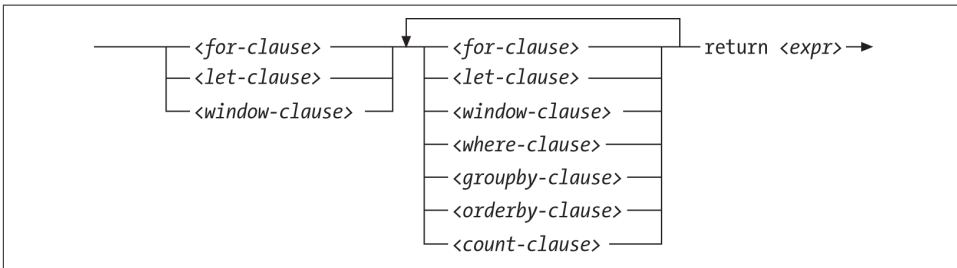 <for-clause> <for-clause> return <expr>
<let-clause> <let-clause>
<window-clause> <window-clause>
<where-clause>
<groupby-clause>
<orderby-clause>
<count-clause>